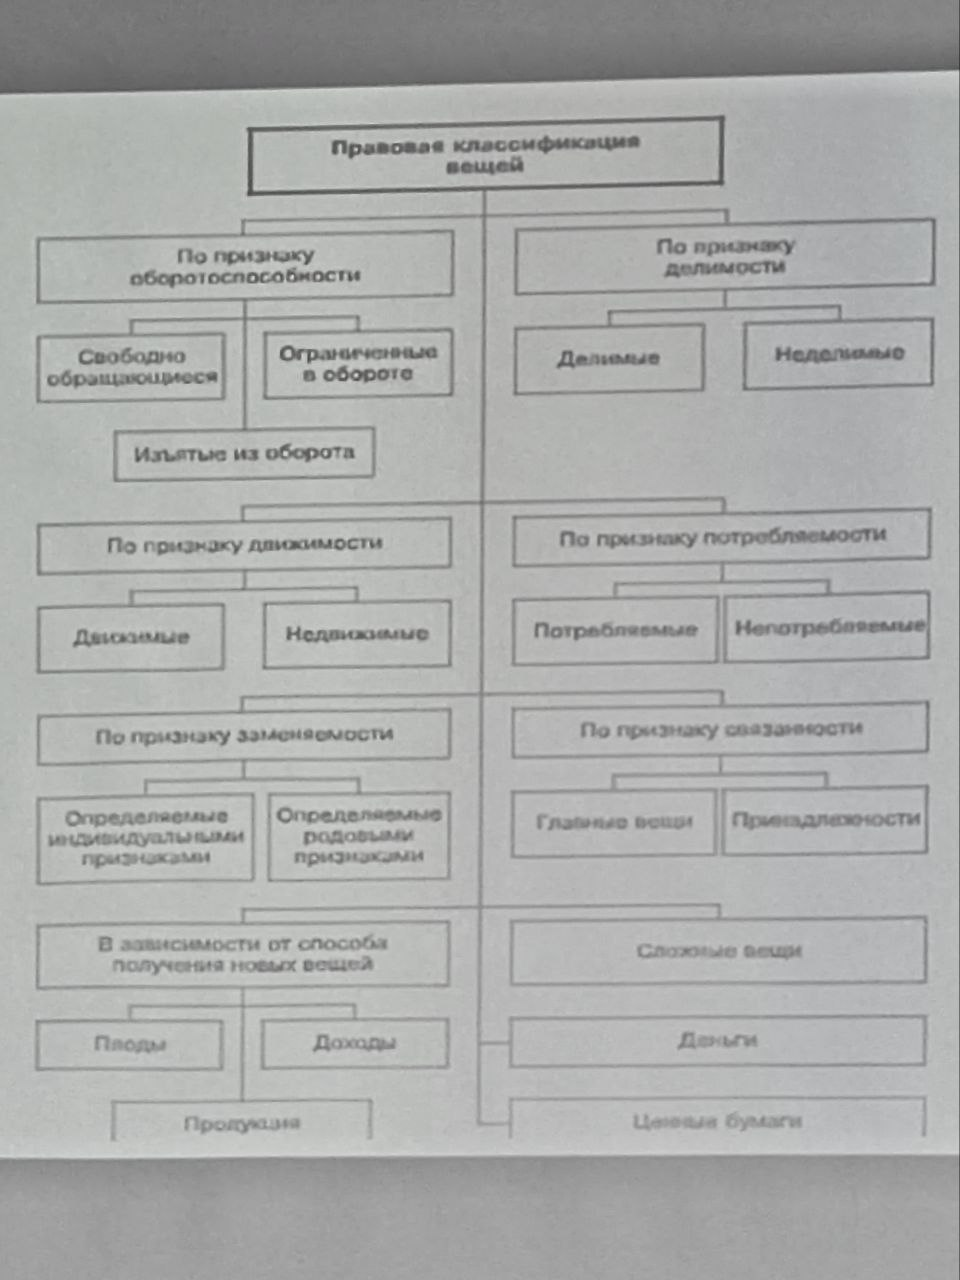 Правовая классификация
вещей
По признаку
оборотоспособности
По признаку
делимости
Свободно
обращающиеся
Ограниченные
в обороте
Делимые
Неделимые
Изъятые из оборота
По признаку движимости
По признаку потребляемости
Движимые
Недвижимые
Потребляемые
Непотребляемые
По признаку заменяемости
По признаку связанности
Определяемые
индивидуальными
признаками
Определяемые
родовыми
признаками
Главные вещи
Принадлежности
В зависимости от способа
получения новых вещей
Сложные вещи
Плоды
Доходы
Деньги
Продукция
Ценные бумаги